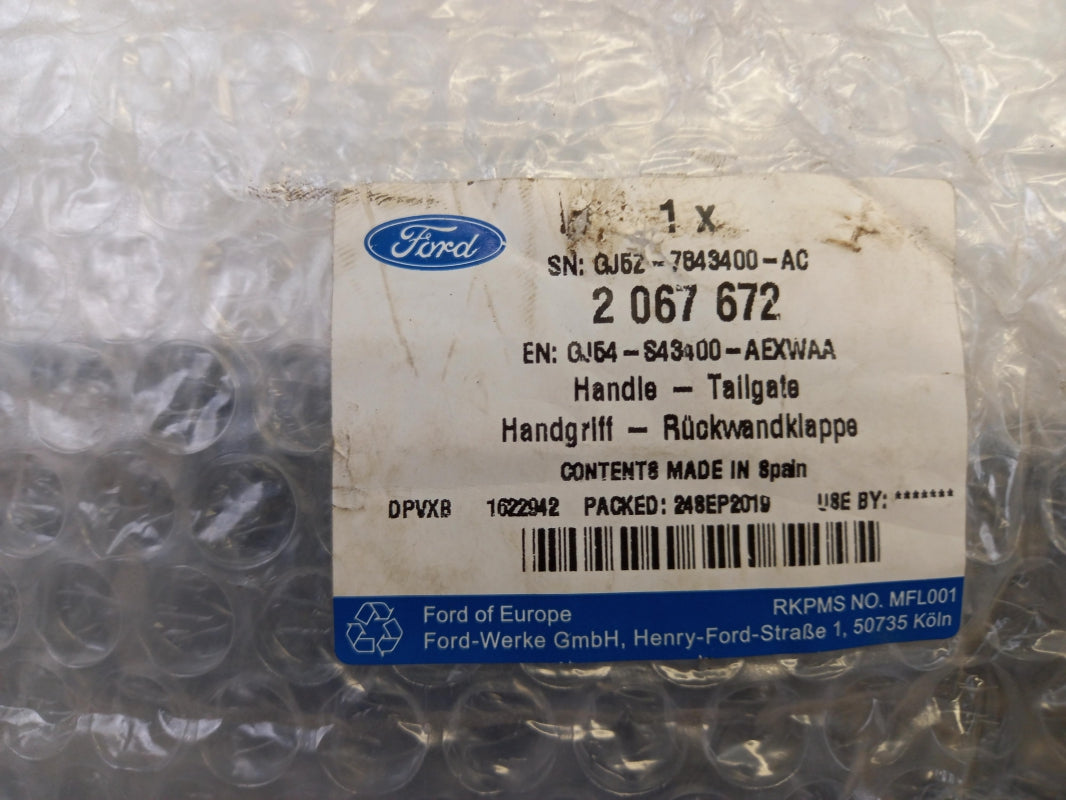 Ford
1 x
SN: GJ5Z-7843400-AC
2 067 672
EN: GJ54-S43400-AEXWAA
Handle - Tailgate
Handgriff - Rückwandklappe
CONTENTS MADE IN Spain
DPVXB 1622942 PACKED: 24SEP2019 USE BY: *******
Ford of Europe
RKPMS NO. MFL001
Ford-Werke GmbH, Henry-Ford-Straße 1, 50735 Köln